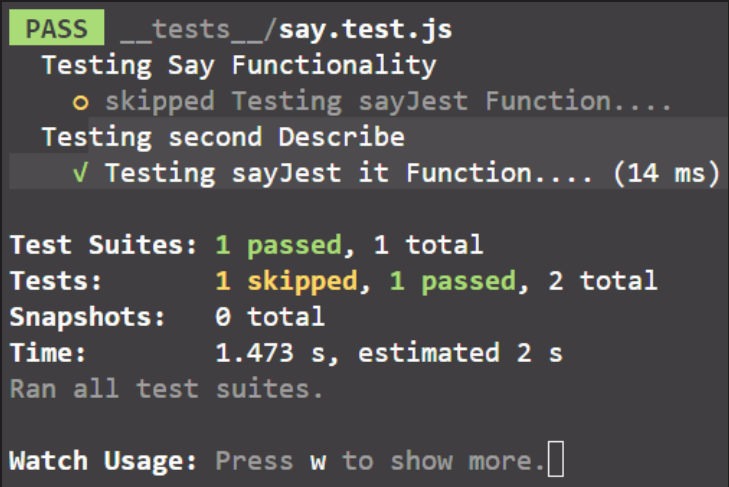 PASS __tests__/say.test.js
Testing Say Functionality
○ skipped Testing sayJest Function....
Testing second Describe
√ Testing sayJest it Function.... (14 ms)
Test Suites: 1 passed, 1 total
Tests: 1 skipped, 1 passed, 2 total
Snapshots: 0 total
Time: 1.473 s, estimated 2 s
Ran all test suites.
Watch Usage: Press w to show more.